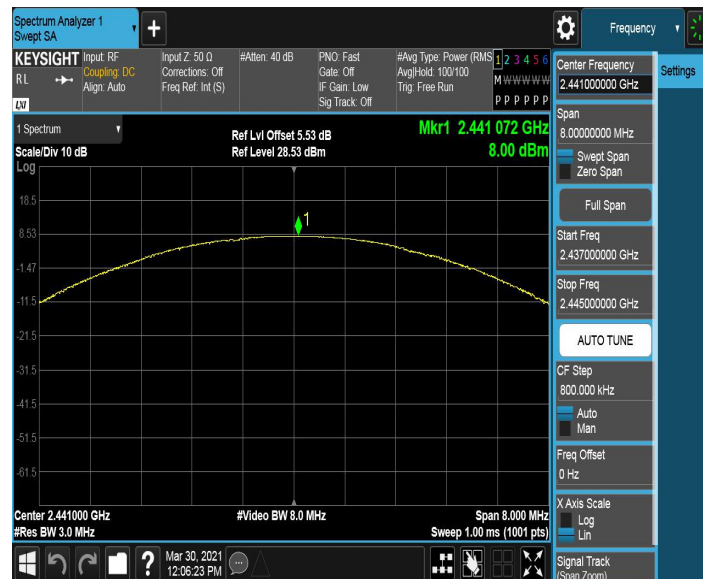 Spectrum Analyzer 1
Swept SA
Frequency
KEYSIGHT
RL
LXI
Input: RF
Coupling: DC
Align: Auto
Input Z: 50 Ω
Corrections: Off
Freq Ref: Int (S)
#Atten: 40 dB
PNO: Fast
Gate: Off
IF Gain: Low
Sig Track: Off
#Avg Type: Power (RMS
Avg|Hold: 100/100
Trig: Free Run
1 2 3 4 5 6
M W W W W W
P P P P P P
1 Spectrum
Scale/Div 10 dB
Log
Ref Lvl Offset 5.53 dB
Ref Level 28.53 dBm
Mkr1 2.441 072 GHz
8.00 dBm
18.5
8.53
-1.47
-11.5
-21.5
-31.5
-41.5
-51.5
-61.5
1
Center 2.441000 GHz
#Res BW 3.0 MHz
#Video BW 8.0 MHz
Span 8.000 MHz
Sweep 1.00 ms (1001 pts)
?
Mar 30, 2021
12:06:23 PM
Center Frequency
2.441000000 GHz
Settings
Span
8.00000000 MHz
Swept Span
Zero Span
Full Span
Start Freq
2.437000000 GHz
Stop Freq
2.445000000 GHz
AUTO TUNE
CF Step
800.000 kHz
Auto
Man
Freq Offset
0 Hz
X Axis Scale
Log
Lin
Signal Track
(Span Zoom)